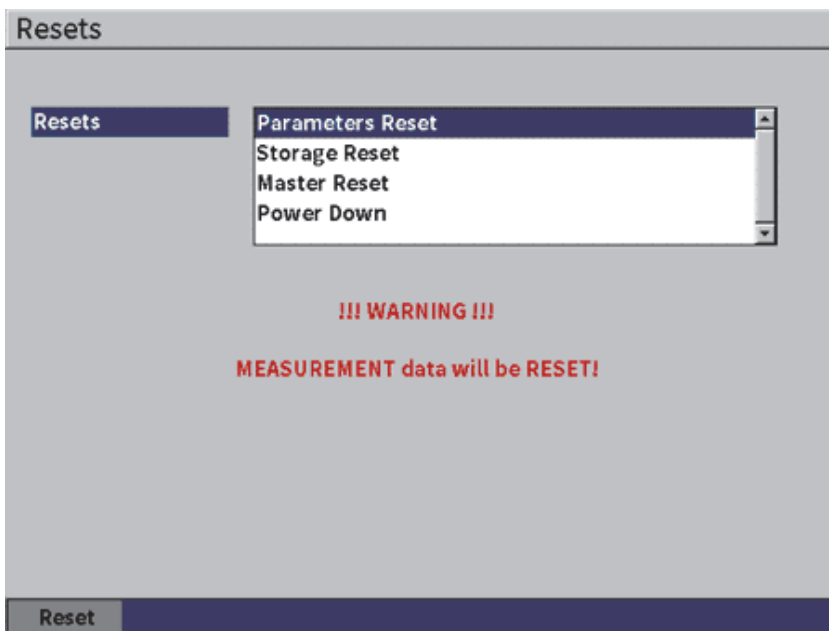 Resets
Resets
Parameters Reset
Storage Reset
Master Reset
Power Down
!!! WARNING !!!
MEASUREMENT data will be RESET!
Reset